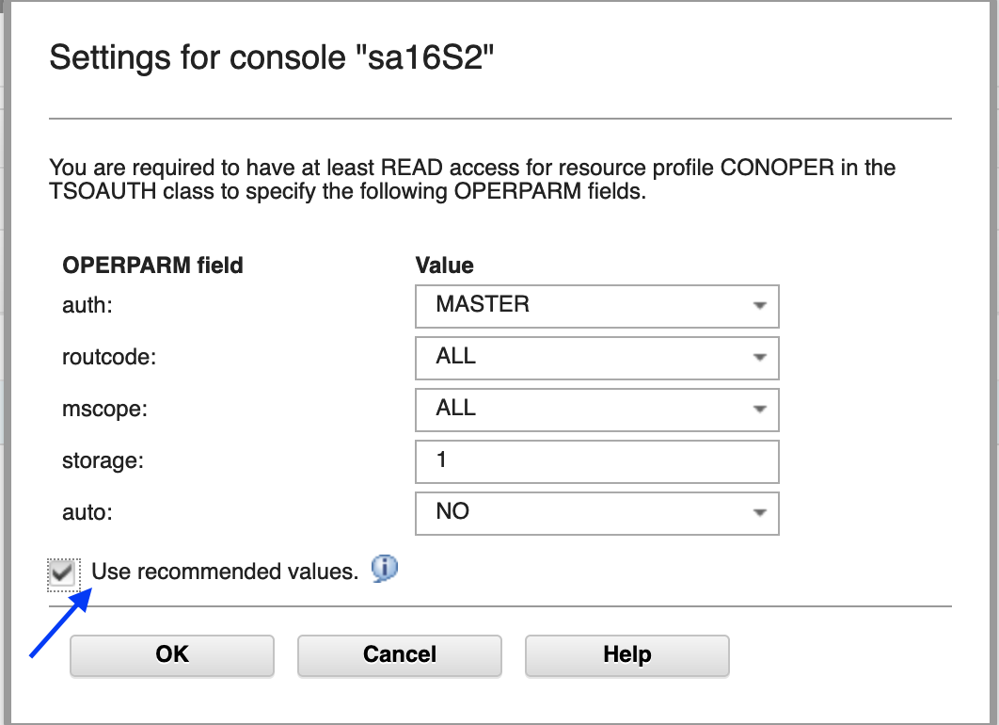 Settings for console "sa16S2"
You are required to have at least READ access for resource profile CONOPER in the
TSOAUTH class to specify the following OPERPARM fields.
OPERPARM field Value
auth: MASTER
routcode: ALL
mscope: ALL
storage: 1
auto: NO
Use recommended values.
OK Cancel Help